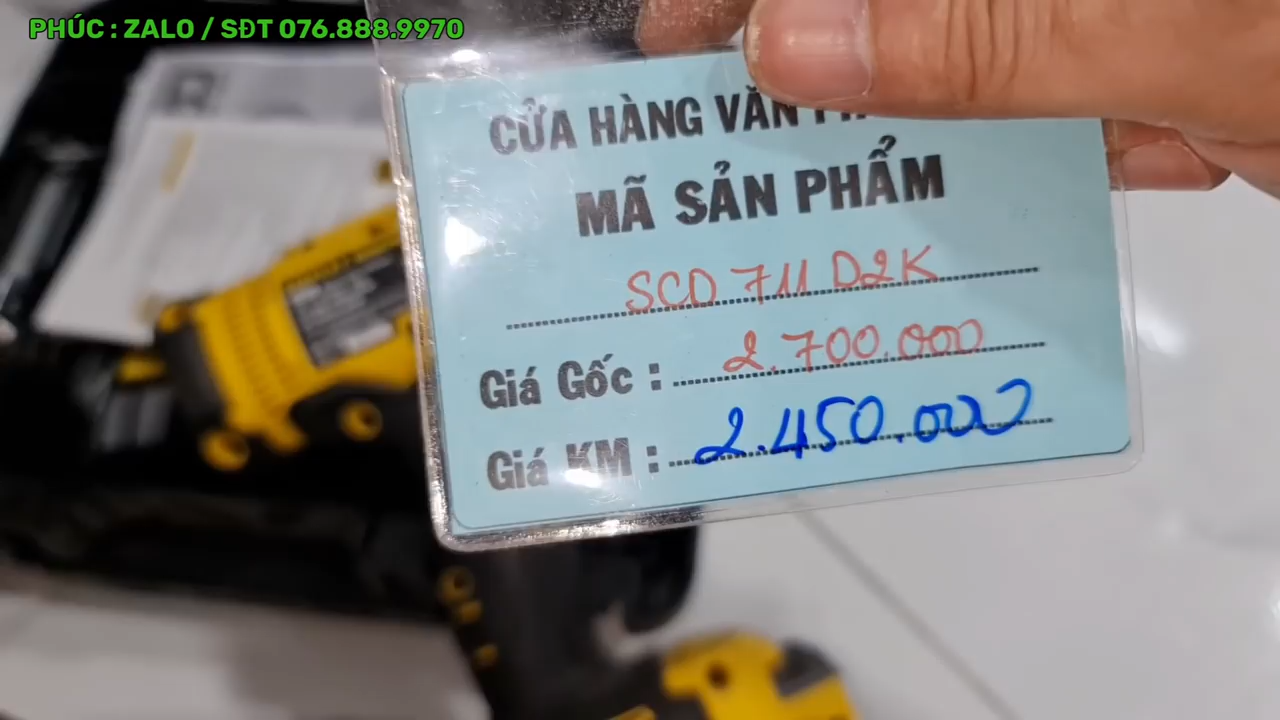 PHÚC : ZALO / SĐT 076.888.9970
CỬA HÀNG VĂN
MÃ SẢN PHẨM
SCD 711 D2K
Giá Gốc : 2.700.000
Giá KM : 2.450.000